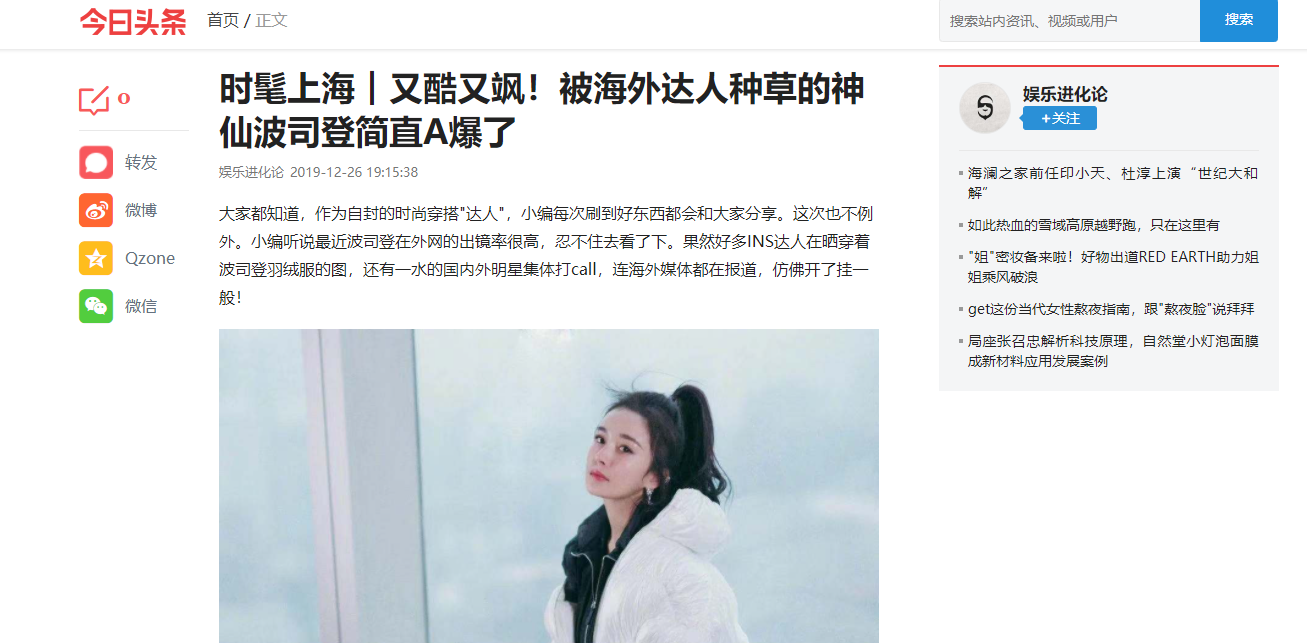 今日头条
首页 / 正文
搜索站内资讯、视频或用户
搜索
0
转发
微博
Qzone
微信
时髦上海｜又酷又飒！被海外达人种草的神
仙波司登简直A爆了
娱乐进化论 2019-12-26 19:15:38
大家都知道，作为自封的时尚穿搭"达人"，小编每次刷到好东西都会和大家分享。这次也不例
外。小编听说最近波司登在外网的出镜率很高，忍不住去看了下。果然好多INS达人在晒穿着
波司登羽绒服的图，还有一水的国内外明星集体打call，连海外媒体都在报道，仿佛开了挂一
般！
娱乐进化论
+关注
海澜之家前任印小天、杜淳上演“世纪大和
解”
如此热血的雪域高原越野跑，只在这里有
"姐"密妆备来啦！好物出道RED EARTH助力姐
姐乘风破浪
get这份当代女性熬夜指南，跟"熬夜脸"说拜拜
局座张召忠解析科技原理，自然堂小灯泡面膜
成新材料应用发展案例